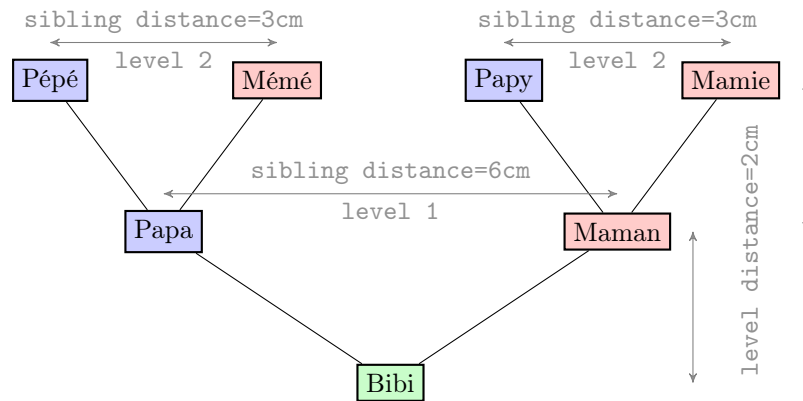 sibling distance=3cm
sibling distance=3cm
level 2
level 2
Pépé
Mémé
Papy
Mamie
sibling distance=6cm
level 1
level distance=2cm
Papa
Maman
Bibi